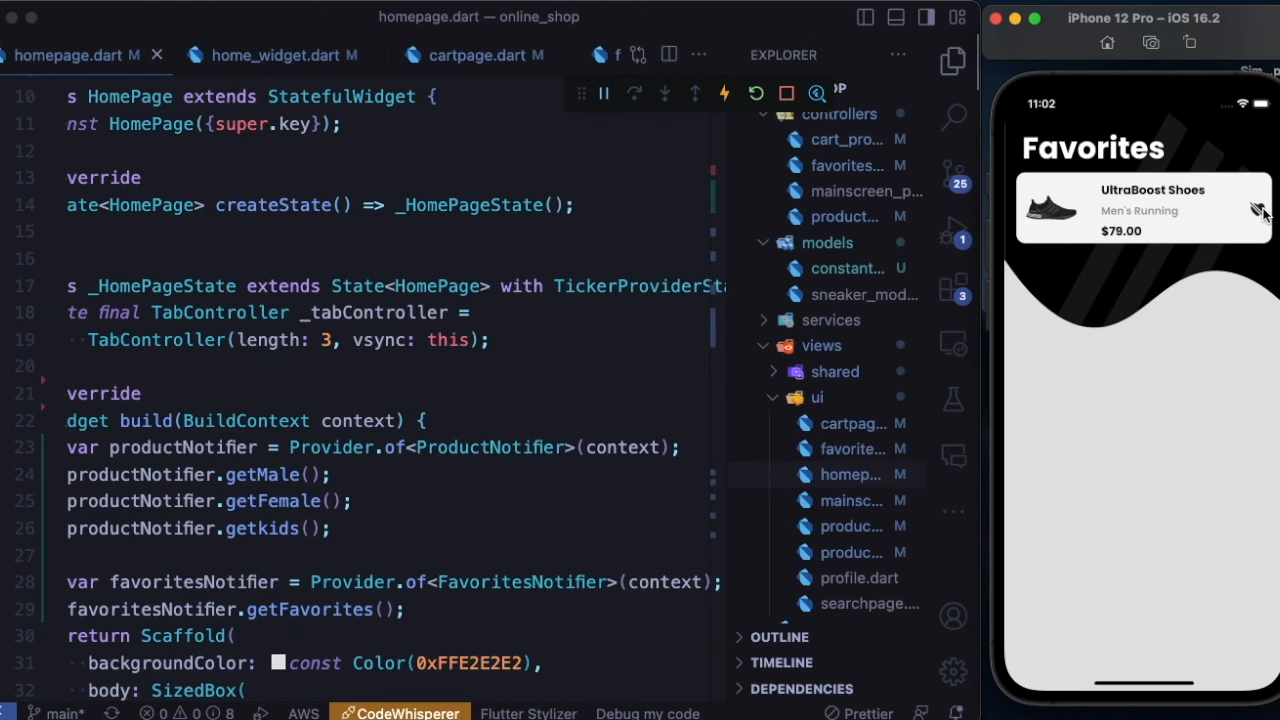 homepage.dart — online_shop
homepage.dart M
home_widget.dart M
cartpage.dart M
f
10 s HomePage extends StatefulWidget {
11 nst HomePage({super.key});
12
13 verride
14 ate<HomePage> createState() => _HomePageState();
15
16
17 s _HomePageState extends State<HomePage> with TickerProviderSta
18 te final TabController _tabController =
19 ··TabController(length: 3, vsync: this);
20
21 verride
22 dget build(BuildContext context) {
23 var productNotifier = Provider.of<ProductNotifier>(context);
24 productNotifier.getMale();
25 productNotifier.getFemale();
26 productNotifier.getkids();
27
28 var favoritesNotifier = Provider.of<FavoritesNotifier>(context);
29 favoritesNotifier.getFavorites();
30 return Scaffold(
31 ··backgroundColor: const Color(0xFFE2E2E2),
32 ··body: SizedBox(
EXPLORER
OP
controllers
cart_pro... M
favorites... M
mainscreen_p...
product... M
models
constant... U
sneaker_mod...
services
views
shared
ui
cartpag... M
favorite... M
homep... M
mainsc... M
produc... M
produc... M
profile.dart
searchpage....
OUTLINE
TIMELINE
DEPENDENCIES
25
1
3
main*
0 0 8
AWS
CodeWhisperer
Flutter Stylizer
Debug my code
Prettier
iPhone 12 Pro – iOS 16.2
11:02
Favorites
UltraBoost Shoes
Men's Running
$79.00